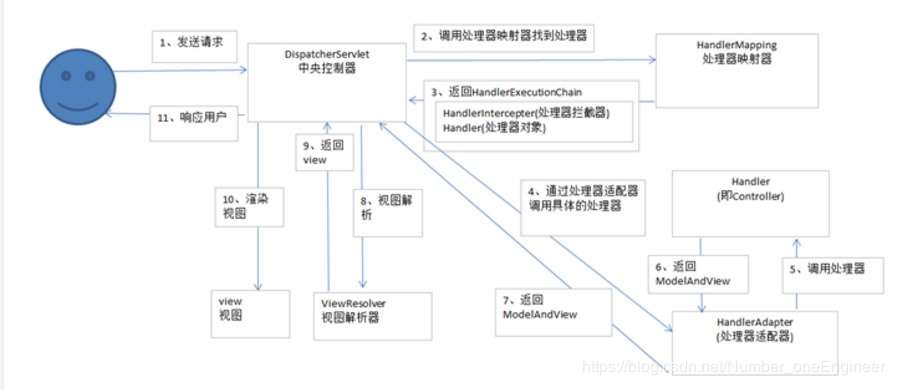 1、发送请求
DispatcherServlet
中央控制器
2、调用处理器映射器找到处理器
HandlerMapping
处理器映射器
3、返回HandlerExecutionChain
HandlerIntercepter(处理器拦截器)
Handler(处理器对象)
11、响应用户
9、返回
view
10、渲染
视图
8、视图解
析
4、通过处理器适配器
调用具体的处理器
Handler
(即Controller)
6、返回
ModelAndView
5、调用处理器
7、返回
ModelAndView
view
视图
ViewResolver
视图解析器
HandlerAdapter
(处理器适配器)
https://blog.csdn.net/Number_oneEngineer